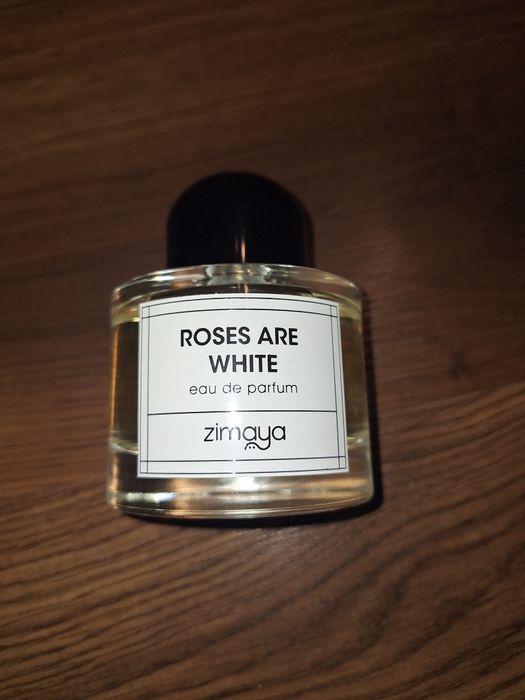 ROSES ARE
WHITE
eau de parfum
zimaya